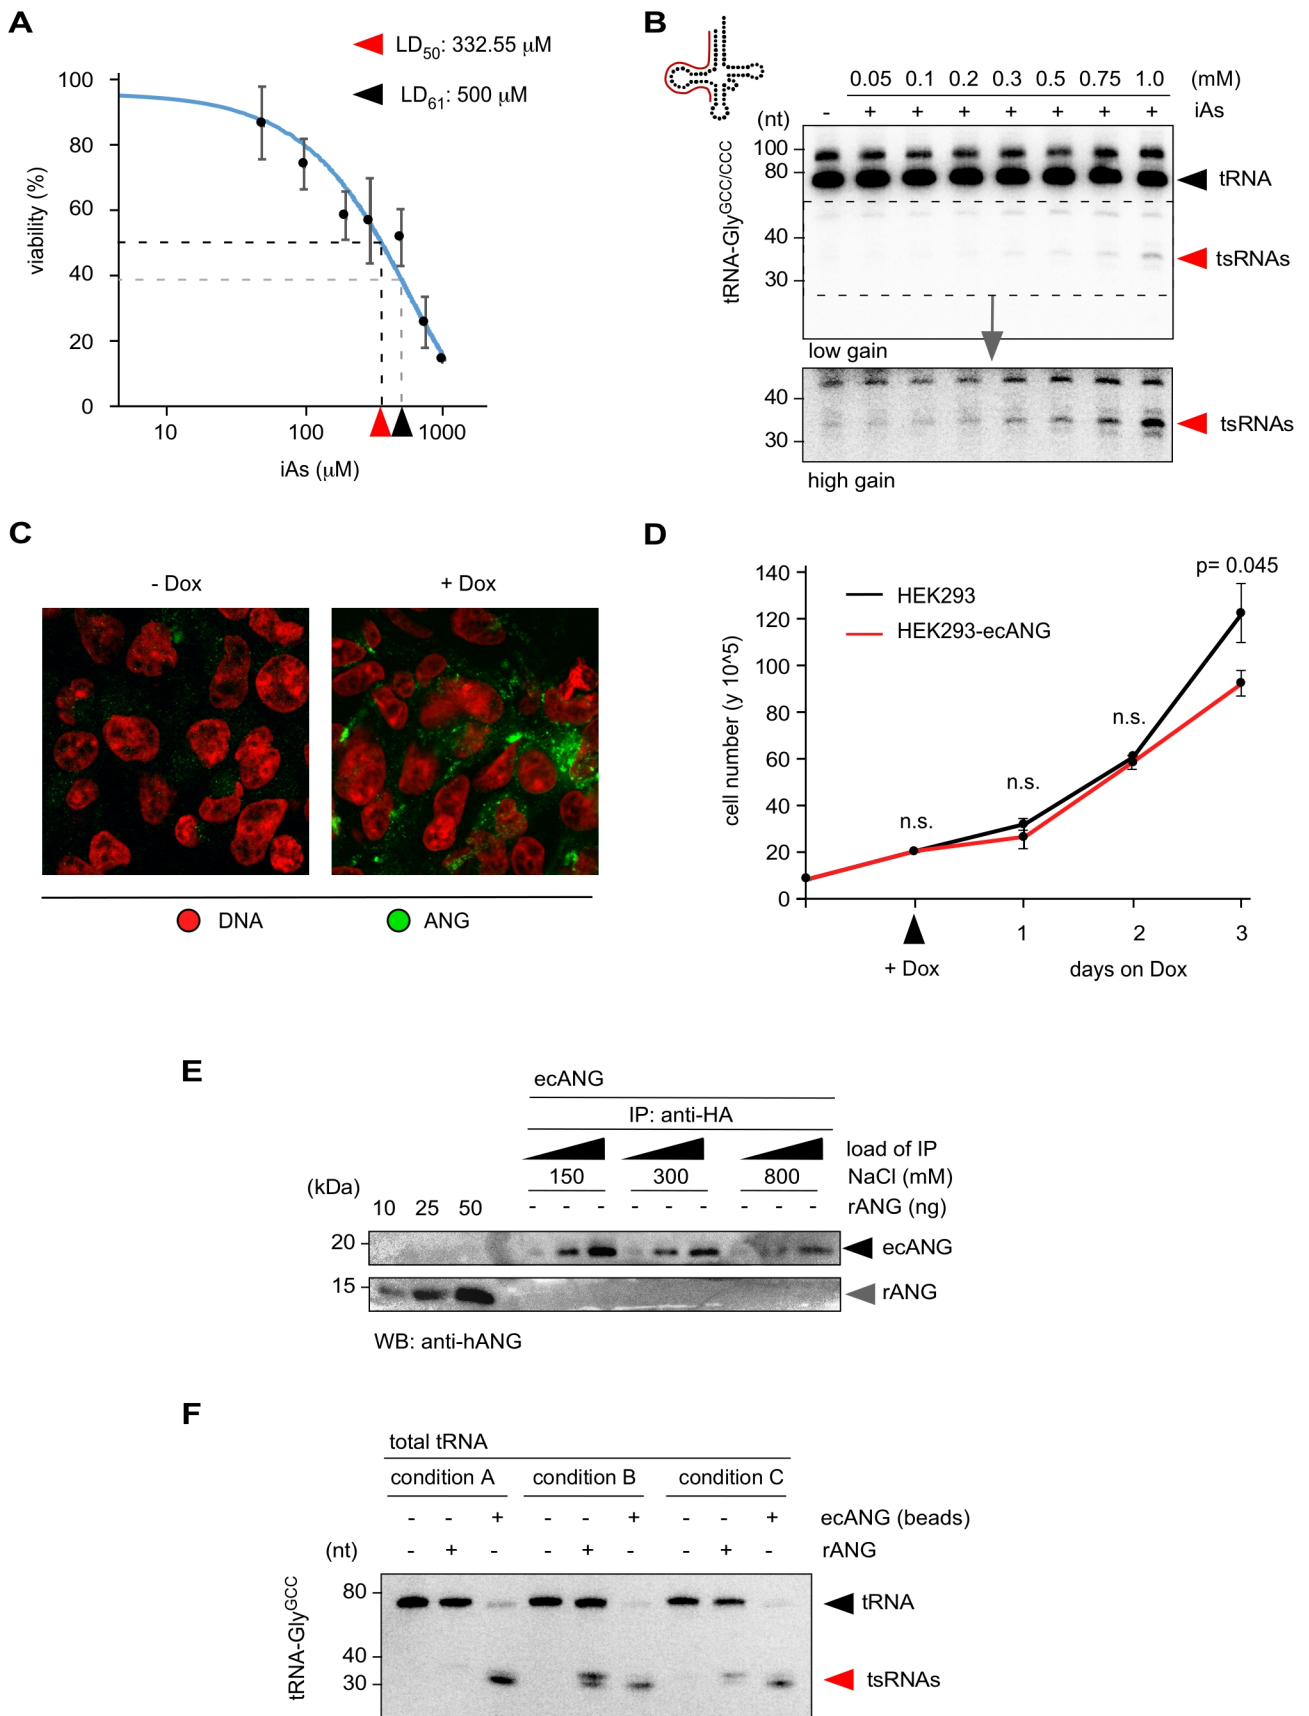 A
LD50: 332.55 µM
LD61: 500 µM
100
80
60
40
20
0
viability (%)
10
100
1000
iAs (µM)
B
0.05 0.1 0.2 0.3 0.5 0.75 1.0 (mM)
- + + + + + + + iAs
(nt)
100
80
40
30
tRNA-GlyGCC/CCC
tRNA
tsRNAs
low gain
40
30
tsRNAs
high gain
C
- Dox
+ Dox
DNA
ANG
D
p= 0.045
140
120
100
80
60
40
20
0
cell number (y 10^5)
HEK293
HEK293-ecANG
n.s.
n.s.
n.s.
1
2
3
+ Dox
days on Dox
E
ecANG
IP: anti-HA
load of IP
150 300 800 NaCl (mM)
(kDa)
10 25 50 - - - - - - - - - rANG (ng)
20
ecANG
15
rANG
WB: anti-hANG
F
total tRNA
condition A condition B condition C
- - + - - + - - + ecANG (beads)
(nt) - + - - + - - + - rANG
tRNA-GlyGCC
80
tRNA
40
30
tsRNAs